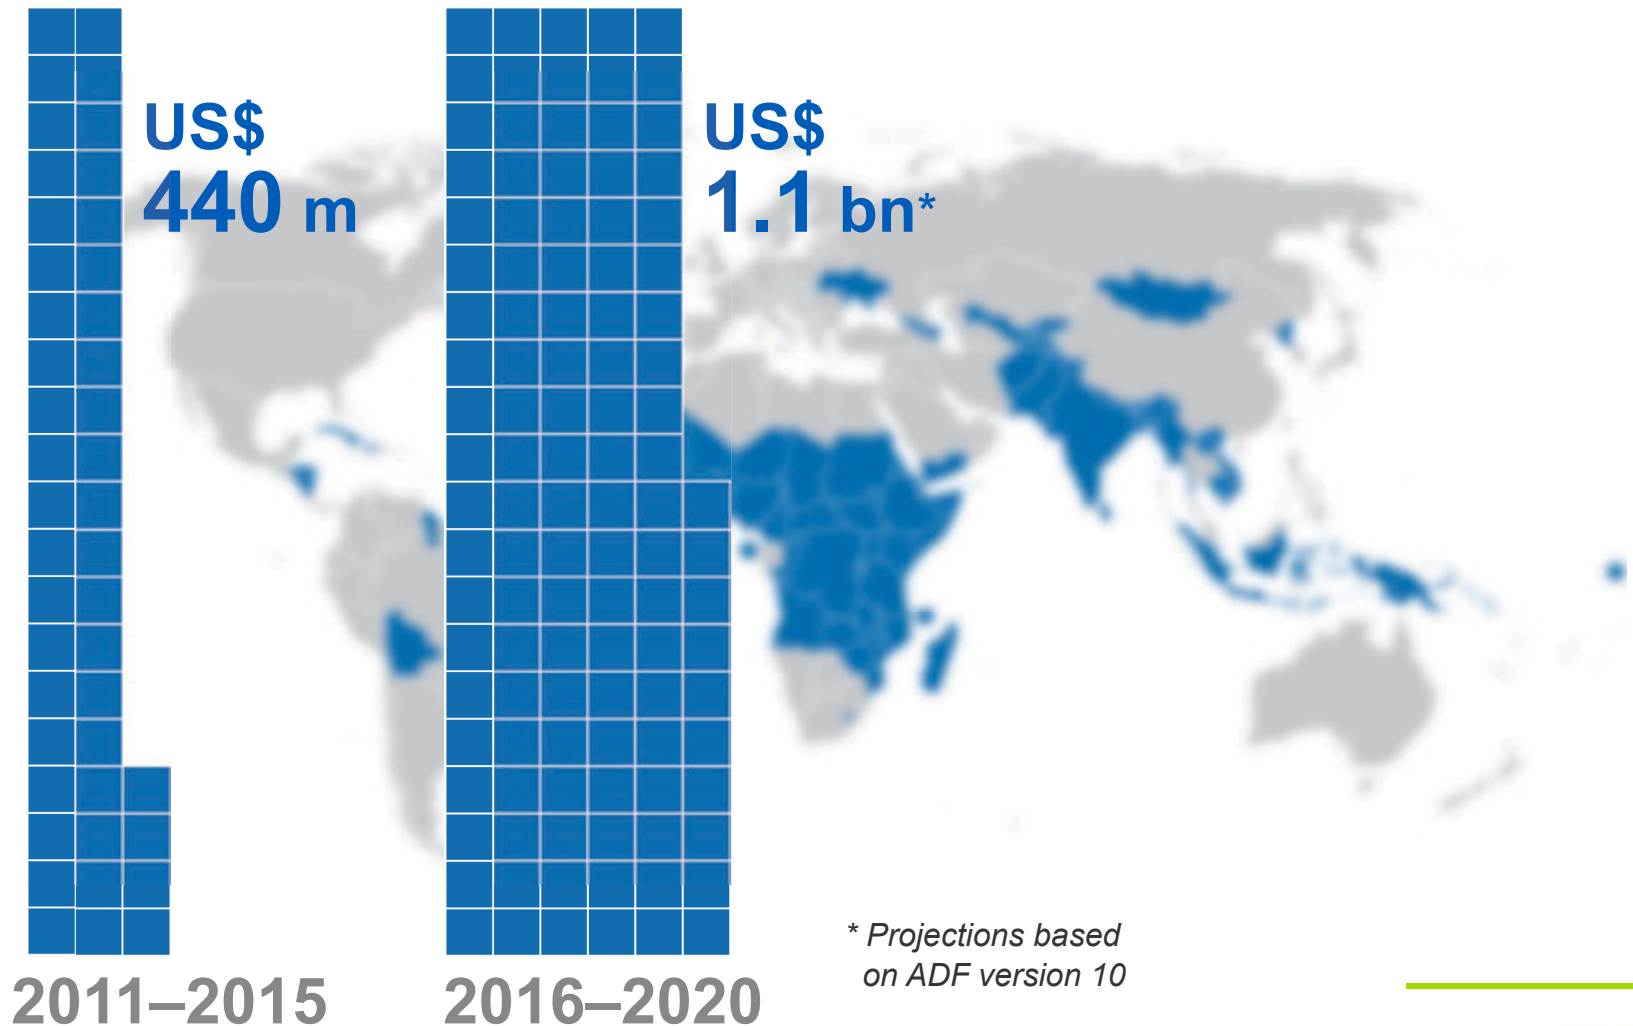 US$
440 m
US$
1.1 bn*
* Projections based
on ADF version 10
2011–2015
2016–2020